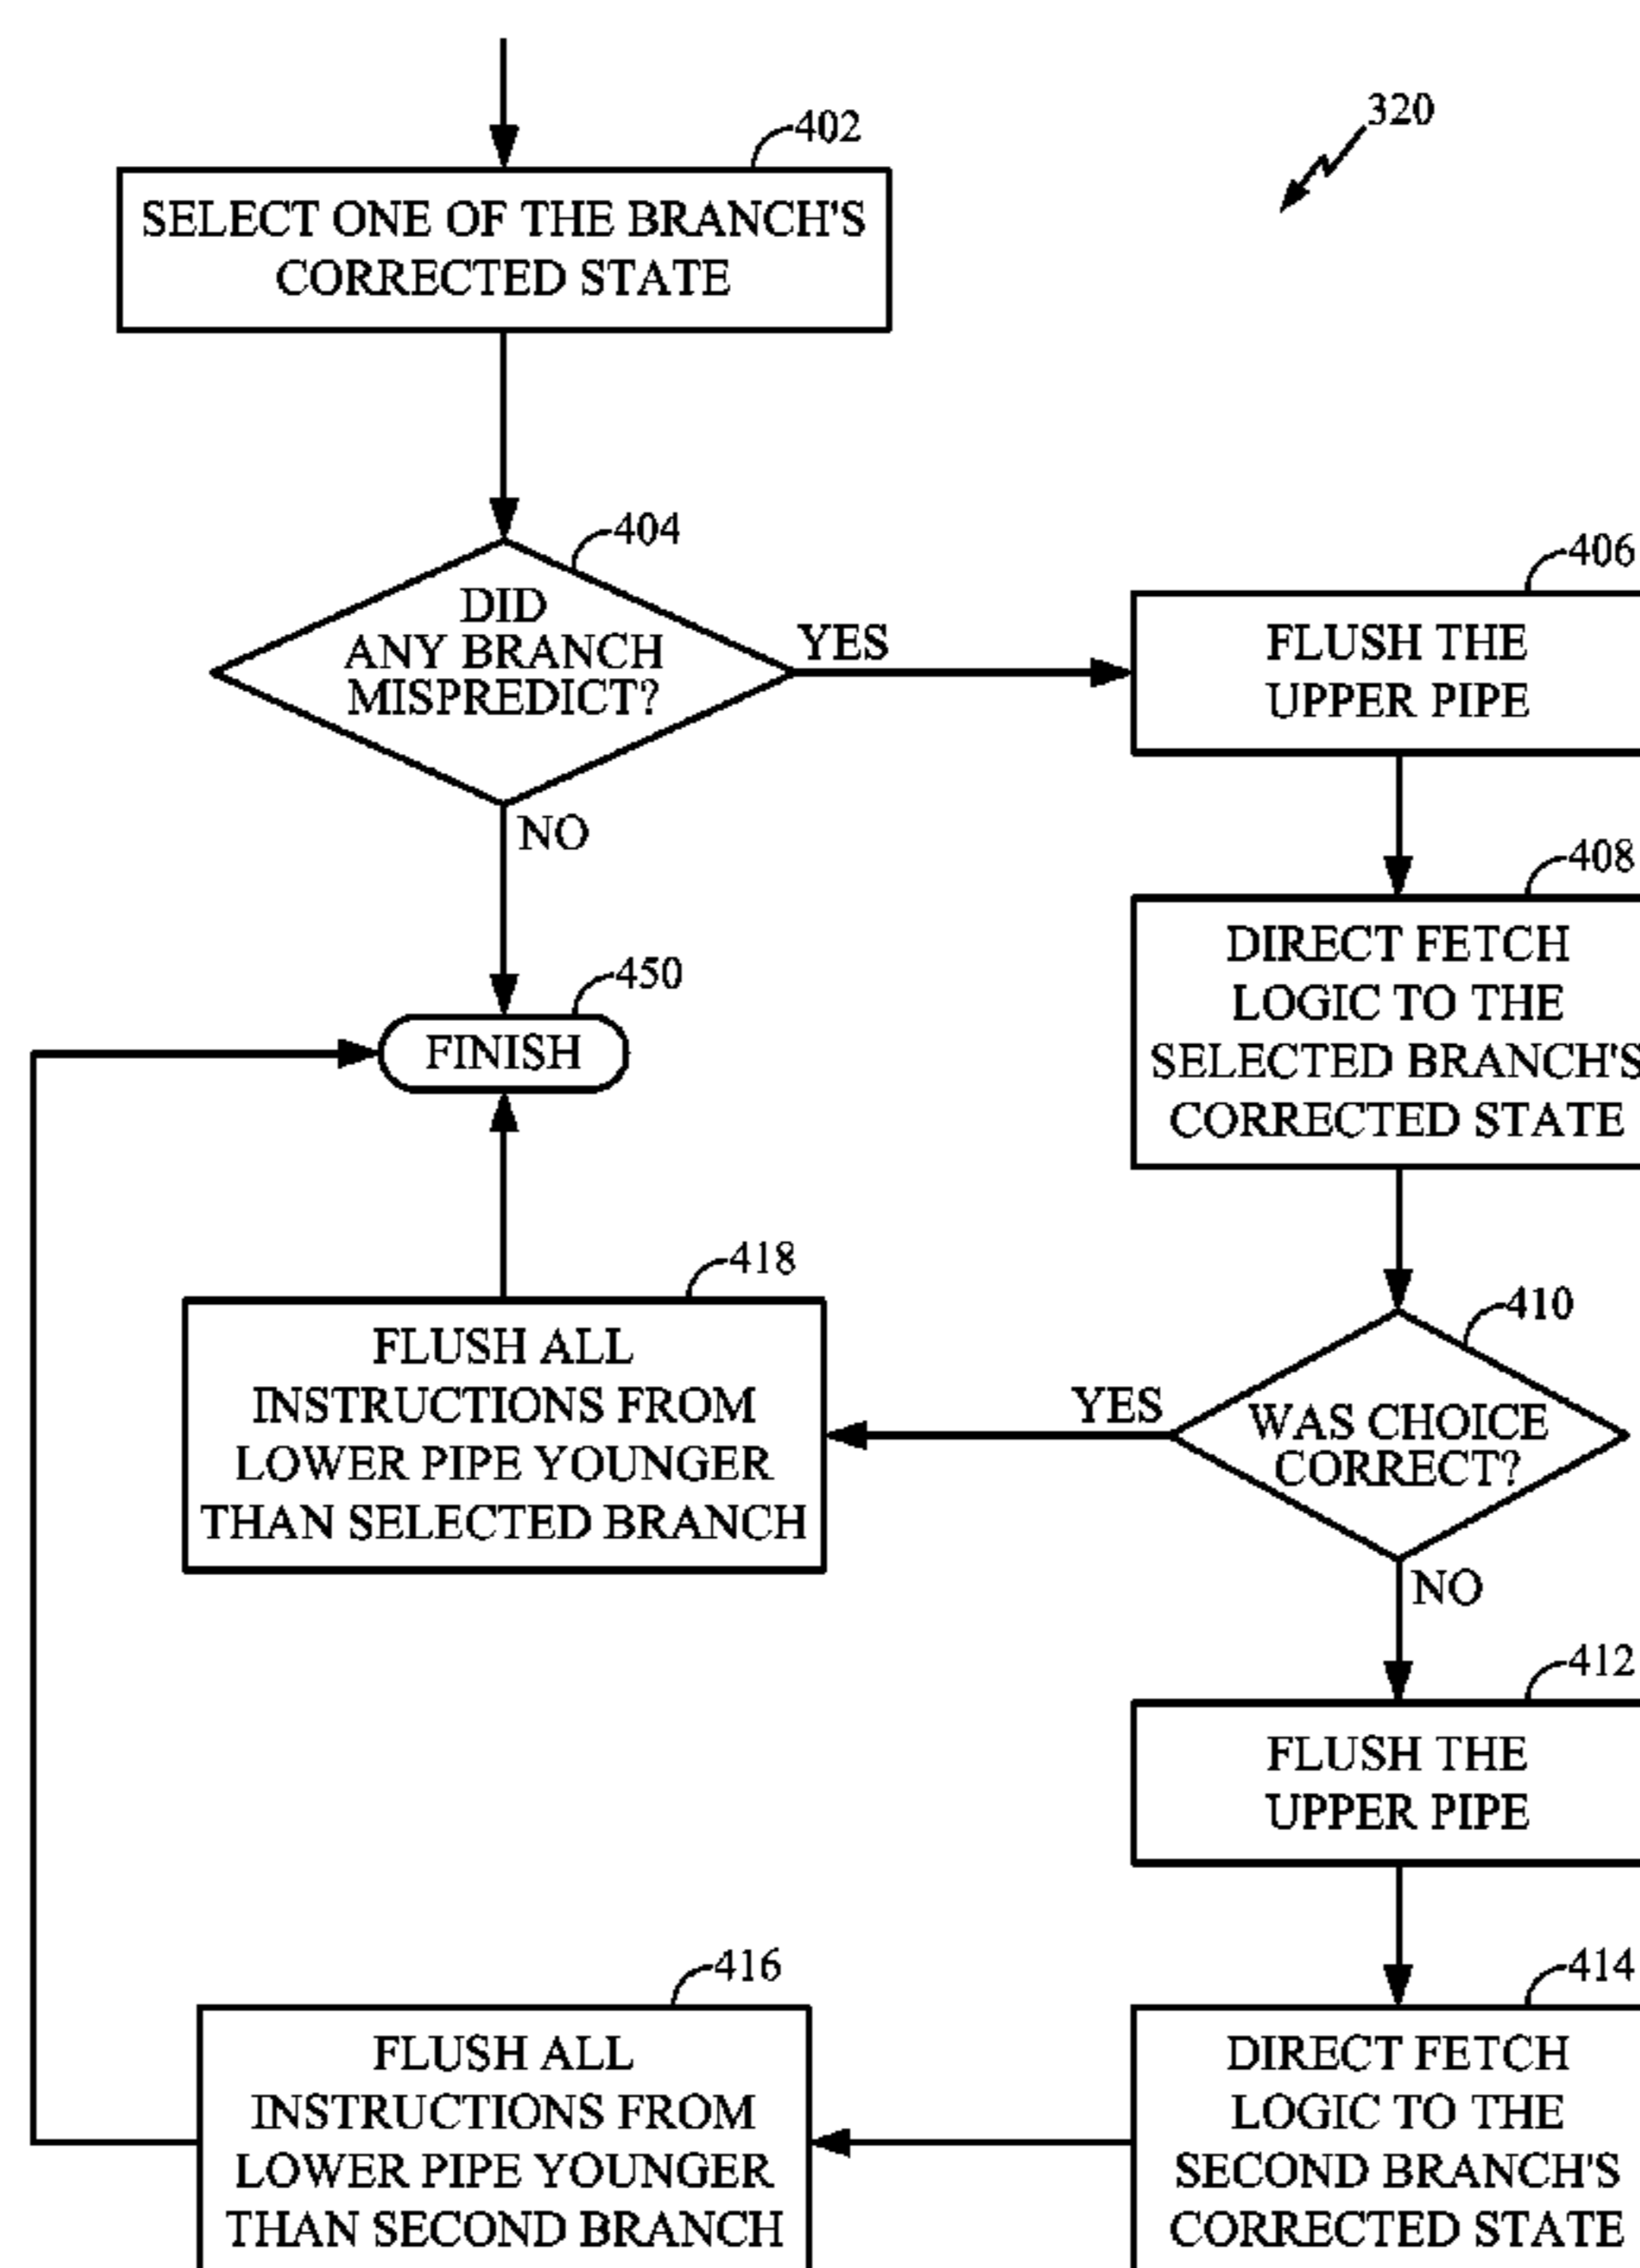 402
320
SELECT ONE OF THE BRANCH'S
CORRECTED STATE
404
DID
ANY BRANCH
MISPREDICT?
YES
NO
406
FLUSH THE
UPPER PIPE
408
DIRECT FETCH
LOGIC TO THE
SELECTED BRANCH'S
CORRECTED STATE
450
FINISH
410
WAS CHOICE
CORRECT?
YES
NO
418
FLUSH ALL
INSTRUCTIONS FROM
LOWER PIPE YOUNGER
THAN SELECTED BRANCH
412
FLUSH THE
UPPER PIPE
414
DIRECT FETCH
LOGIC TO THE
SECOND BRANCH'S
CORRECTED STATE
416
FLUSH ALL
INSTRUCTIONS FROM
LOWER PIPE YOUNGER
THAN SECOND BRANCH